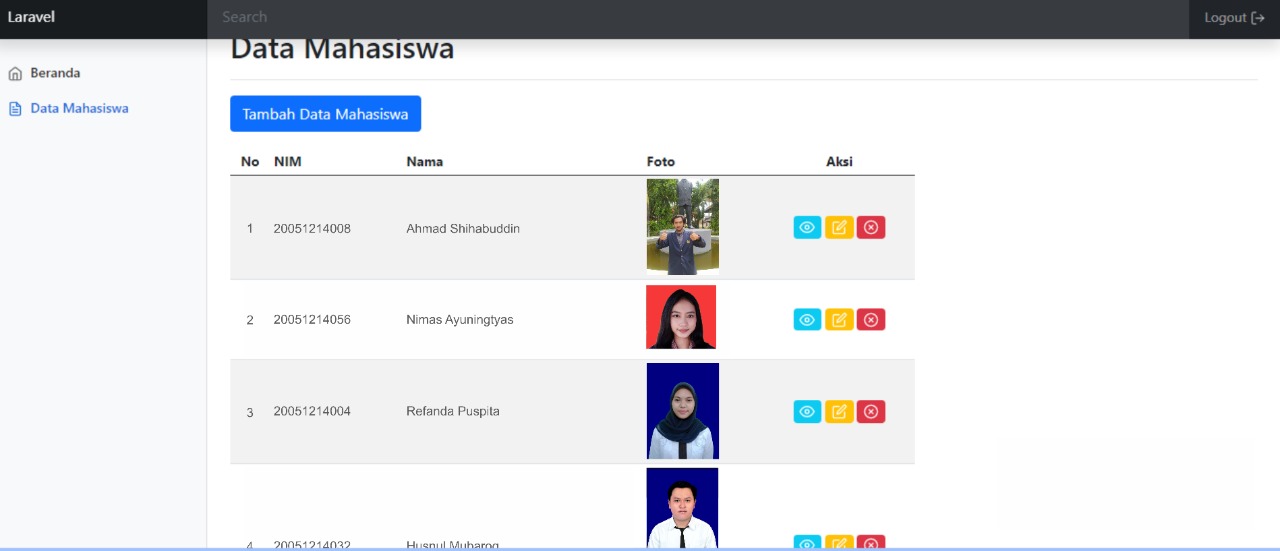 Laravel Search Logout
Data Mahasiswa
Beranda
Data Mahasiswa
Tambah Data Mahasiswa
No NIM Nama Foto Aksi
1 20051214008 Ahmad Shihabuddin
2 20051214056 Nimas Ayuningtyas
3 20051214004 Refanda Puspita
4 20051214032 Husnul Mubarog